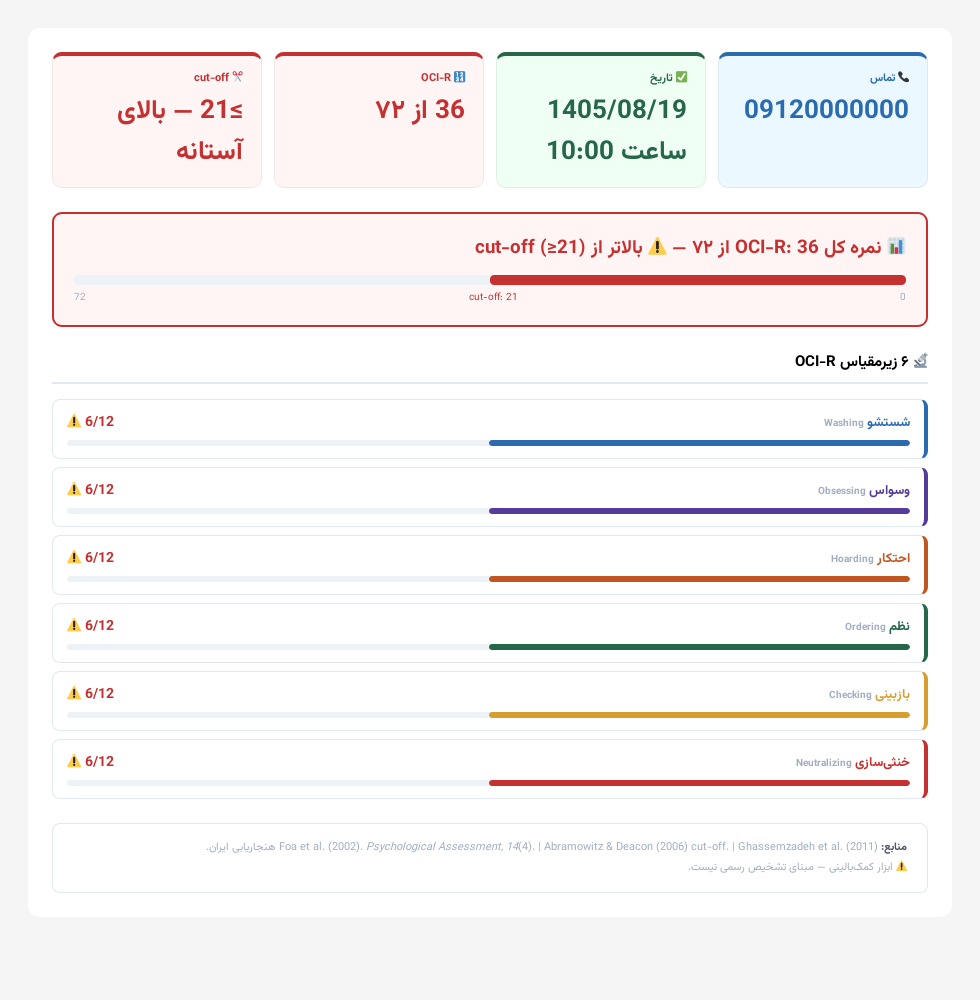 📞 تماس
09120000000
✅ تاریخ
1405/08/19
ساعت 10:00
🔢 OCI-R
36 از ۷۲
✂️ cut-off
≥21 — بالای
آستانه
📊 نمره کل OCI-R: 36 از ۷۲ — ⚠️ بالاتر از cut-off (≥21)
0
cut-off: 21
72
🔬 ۶ زیرمقیاس OCI-R
شستشو Washing
6/12 ⚠️
وسواس Obsessing
6/12 ⚠️
احتکار Hoarding
6/12 ⚠️
نظم Ordering
6/12 ⚠️
بازبینی Checking
6/12 ⚠️
خنثی‌سازی Neutralizing
6/12 ⚠️
منابع: Foa et al. (2002). Psychological Assessment, 14(4). | Abramowitz & Deacon (2006) cut-off. | Ghassemzadeh et al. (2011) هنجاریابی ایران.
⚠️ ابزار کمک‌بالینی — مبنای تشخیص رسمی نیست.